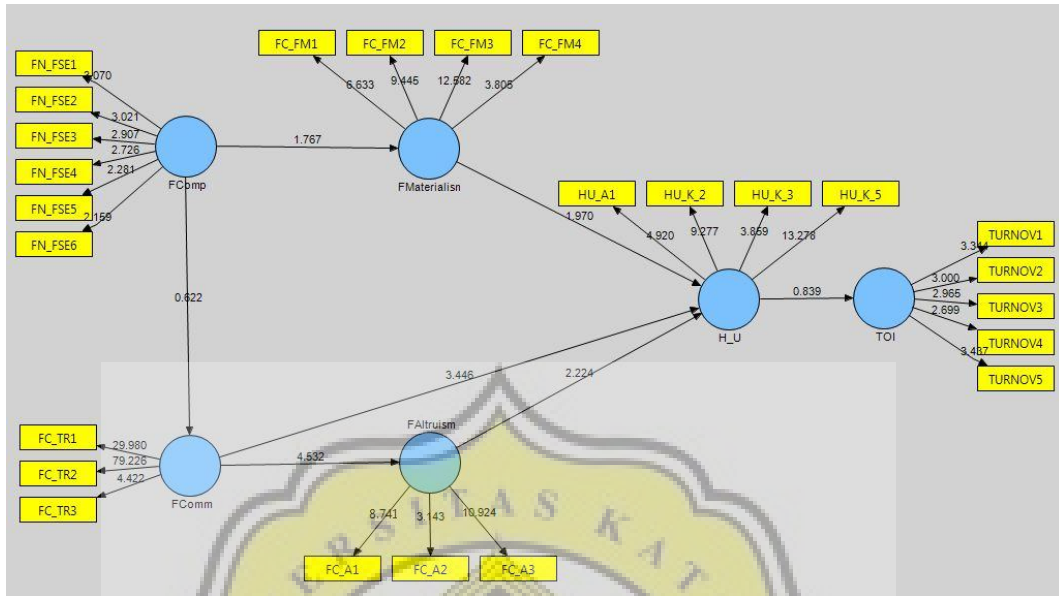 FC_FM1
FC_FM2
FC_FM3
FC_FM4
6.633
9.445
12.582
3.805
FN_FSE1
FN_FSE2
FN_FSE3
FN_FSE4
FN_FSE5
FN_FSE6
3.021
2.907
2.726
2.281
2.159
FComp
1.767
FMaterialisn
0.622
1.970
HU_A1
HU_K_2
HU_K_3
HU_K_5
4.920
9.277
3.859
13.278
H_U
0.839
TOI
3.344
3.000
2.965
2.699
3.487
TURNOV1
TURNOV2
TURNOV3
TURNOV4
TURNOV5
3.446
2.224
FC_TR1
FC_TR2
FC_TR3
29.980
79.226
4.422
FComm
4.532
FAltruism
8.741
3.143
10.924
FC_A1
FC_A2
FC_A3
ERSITAS KAT